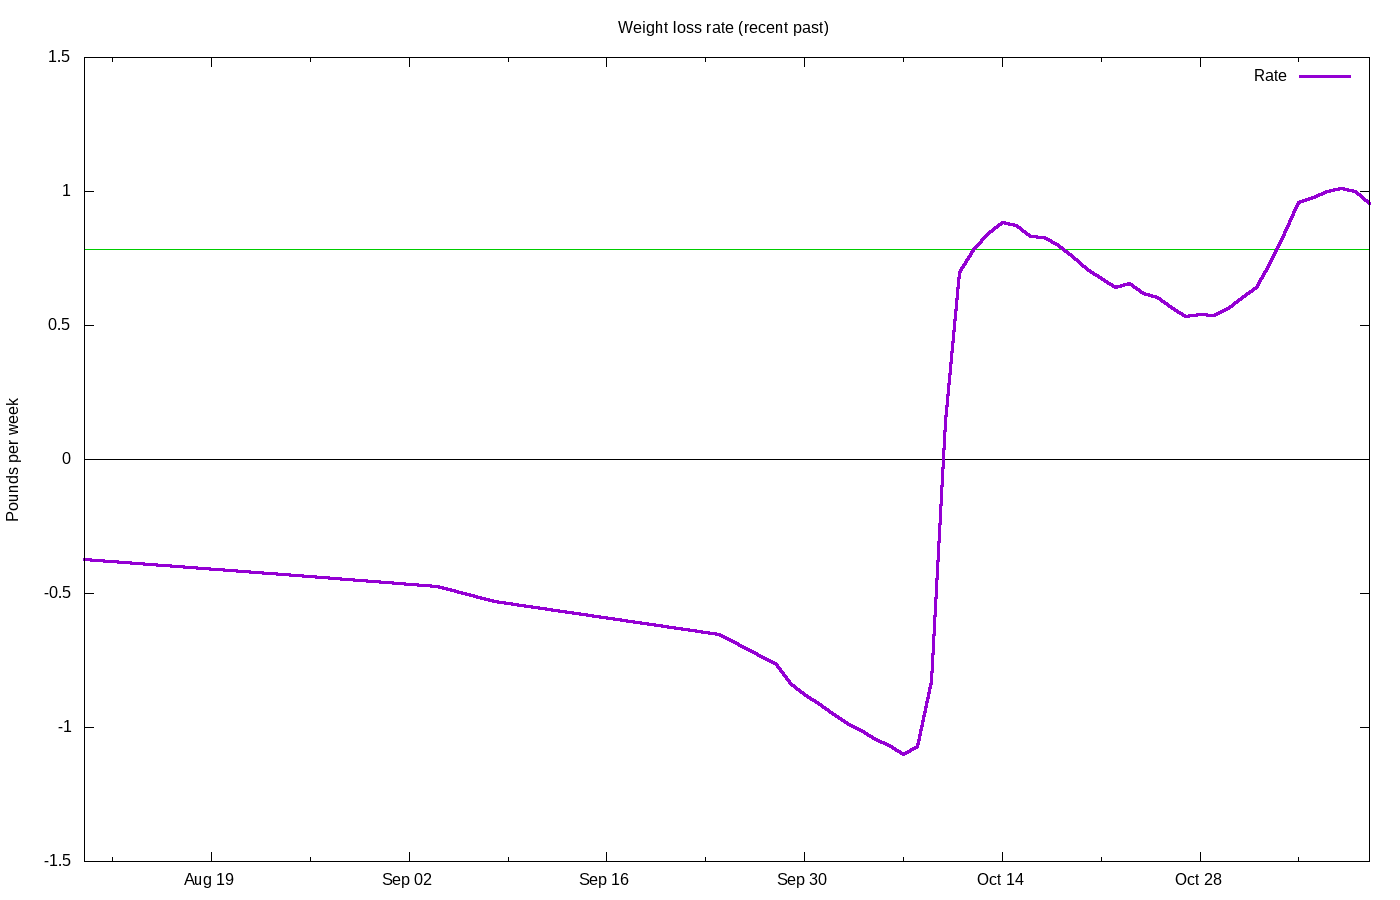 Weight loss rate (recent past)
Rate
1.5
1
0.5
0
-0.5
-1
-1.5
Pounds per week
Aug 19
Sep 02
Sep 16
Sep 30
Oct 14
Oct 28